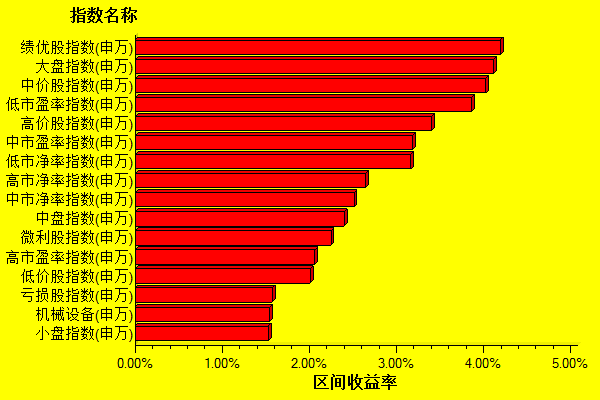 指数名称
绩优股指数(申万)
大盘指数(申万)
中价股指数(申万)
低市盈率指数(申万)
高价股指数(申万)
中市盈率指数(申万)
低市净率指数(申万)
高市净率指数(申万)
中市净率指数(申万)
中盘指数(申万)
微利股指数(申万)
高市盈率指数(申万)
低价股指数(申万)
亏损股指数(申万)
机械设备(申万)
小盘指数(申万)
0.00% 1.00% 2.00% 3.00% 4.00% 5.00%
区间收益率